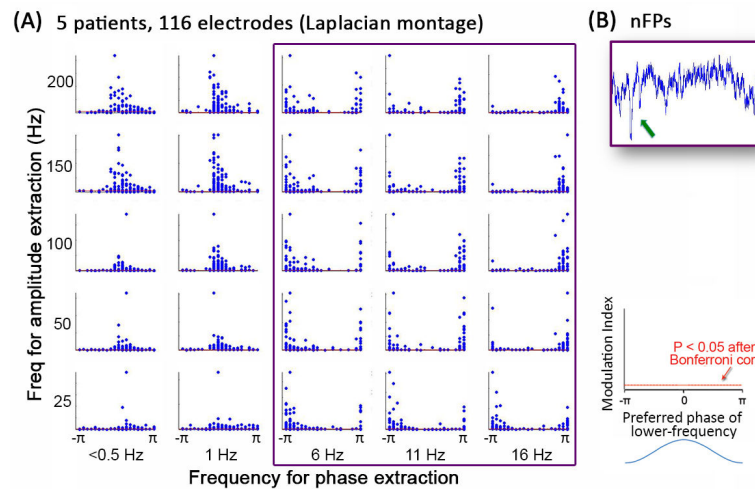 (A) 5 patients, 116 electrodes (Laplacian montage)
(B) nFPs
Freq for amplitude extraction (Hz)
200
150
100
50
25
-π π -π π -π π -π π -π π
<0.5 Hz 1 Hz 6 Hz 11 Hz 16 Hz
Frequency for phase extraction
Modulation Index
P < 0.05 after
Bonferroni
-π 0 π
Preferred phase of
lower-frequency